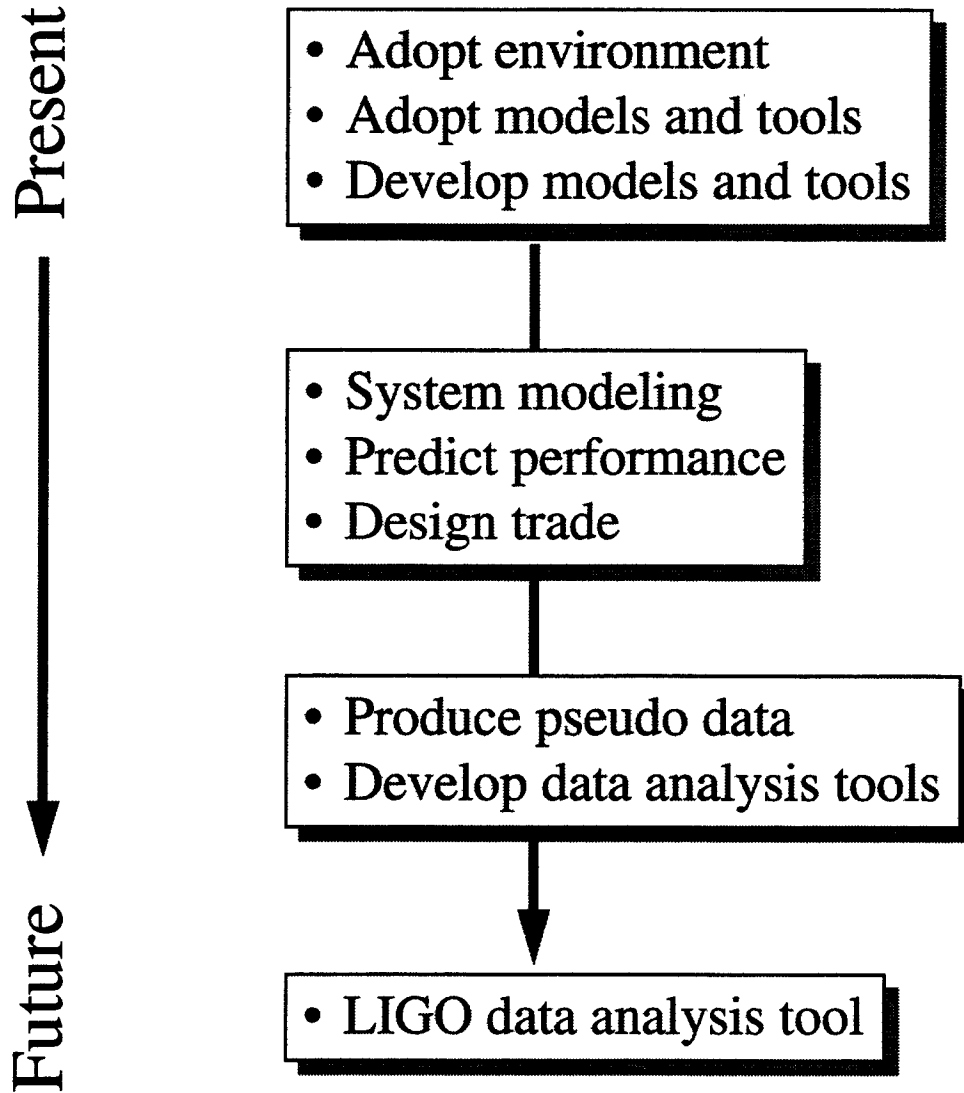 Present
• Adopt environment
• Adopt models and tools
• Develop models and tools
• System modeling
• Predict performance
• Design trade
• Produce pseudo data
• Develop data analysis tools
• LIGO data analysis tool
Future